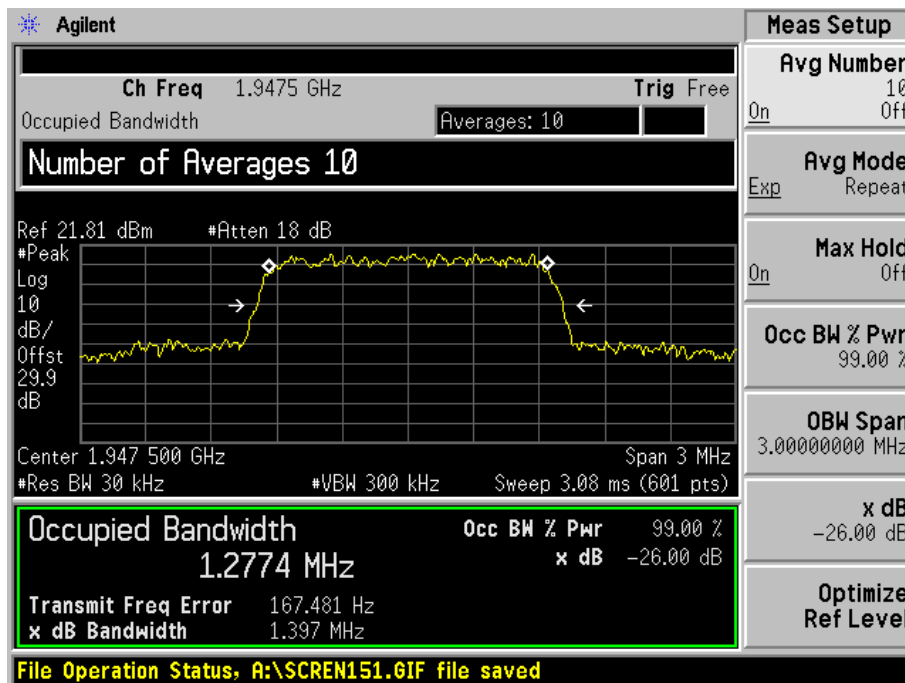 Agilent
Ch Freq 1.9475 GHz Trig Free
Occupied Bandwidth Averages: 10
Number of Averages 10
Ref 21.81 dBm #Atten 18 dB
#Peak
Log
10
dB/
Offst
29.9
dB
Center 1.947 500 GHz Span 3 MHz
#Res BW 30 kHz #VBW 300 kHz Sweep 3.08 ms (601 pts)
Occupied Bandwidth Occ BW % Pwr 99.00 %
1.2774 MHz x dB -26.00 dB
Transmit Freq Error 167.481 Hz
x dB Bandwidth 1.397 MHz
File Operation Status, A:\SCREN151.GIF file saved
Meas Setup
Avg Number
10
On Off
Avg Mode
Exp Repeat
Max Hold
On Off
Occ BW % Pwr
99.00 %
OBW Span
3.00000000 MHz
x dB
-26.00 dB
Optimize
Ref Level